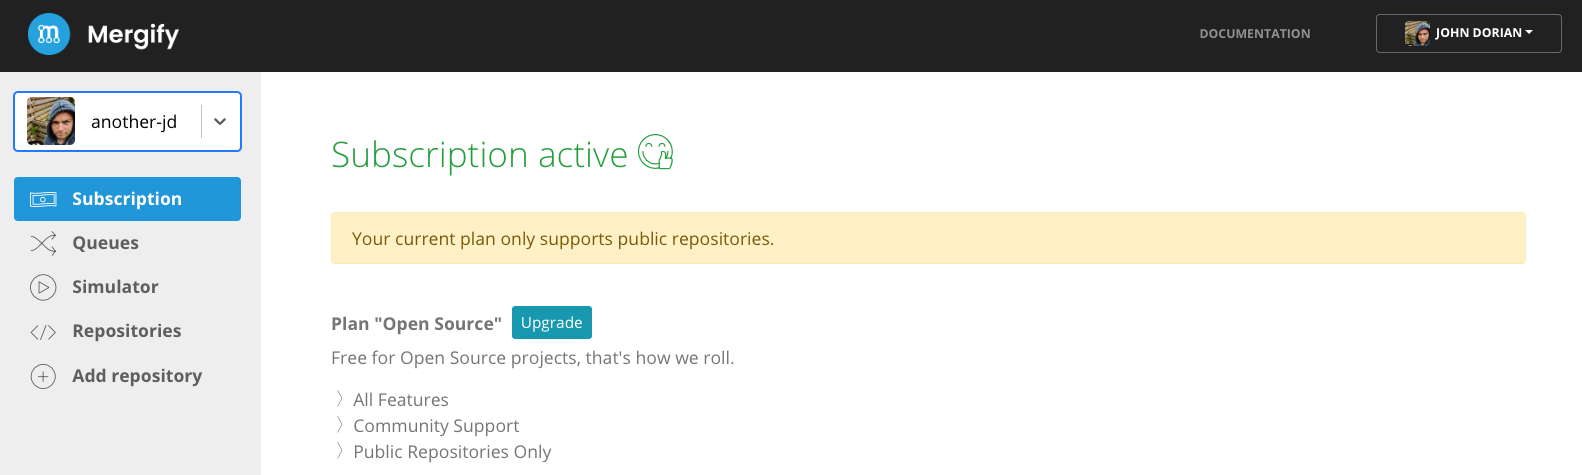 Mergify
DOCUMENTATION
JOHN DORIAN
another-jd
Subscription
Queues
Simulator
Repositories
Add repository
Subscription active
Your current plan only supports public repositories.
Plan "Open Source" Upgrade
Free for Open Source projects, that's how we roll.
All Features
Community Support
Public Repositories Only